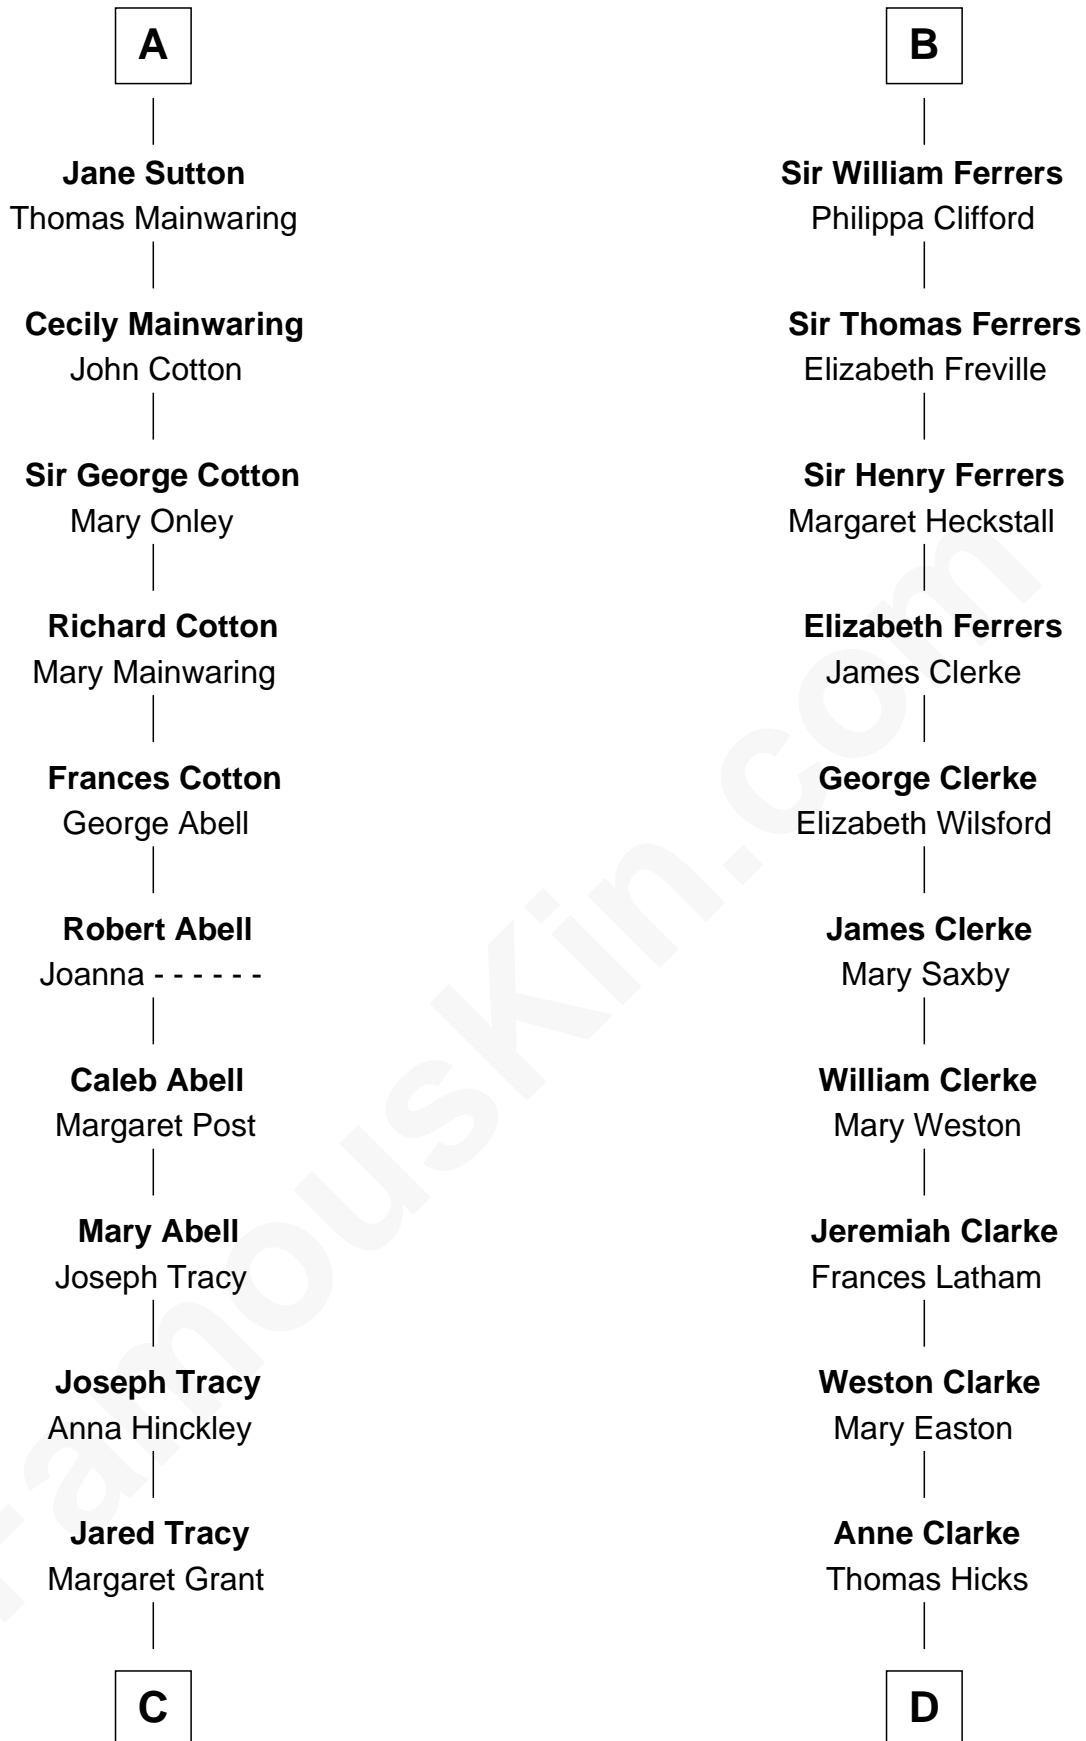 A
Jane Sutton
Thomas Mainwaring
Cecily Mainwaring
John Cotton
Sir George Cotton
Mary Onley
Richard Cotton
Mary Mainwaring
Frances Cotton
George Abell
Robert Abell
Joanna - - - - - -
Caleb Abell
Margaret Post
Mary Abell
Joseph Tracy
Joseph Tracy
Anna Hinckley
Jared Tracy
Margaret Grant
C
B
Sir William Ferrers
Philippa Clifford
Sir Thomas Ferrers
Elizabeth Freville
Sir Henry Ferrers
Margaret Heckstall
Elizabeth Ferrers
James Clerke
George Clerke
Elizabeth Wilsford
James Clerke
Mary Saxby
William Clerke
Mary Weston
Jeremiah Clarke
Frances Latham
Weston Clarke
Mary Easton
Anne Clarke
Thomas Hicks
D
FamousKin.com